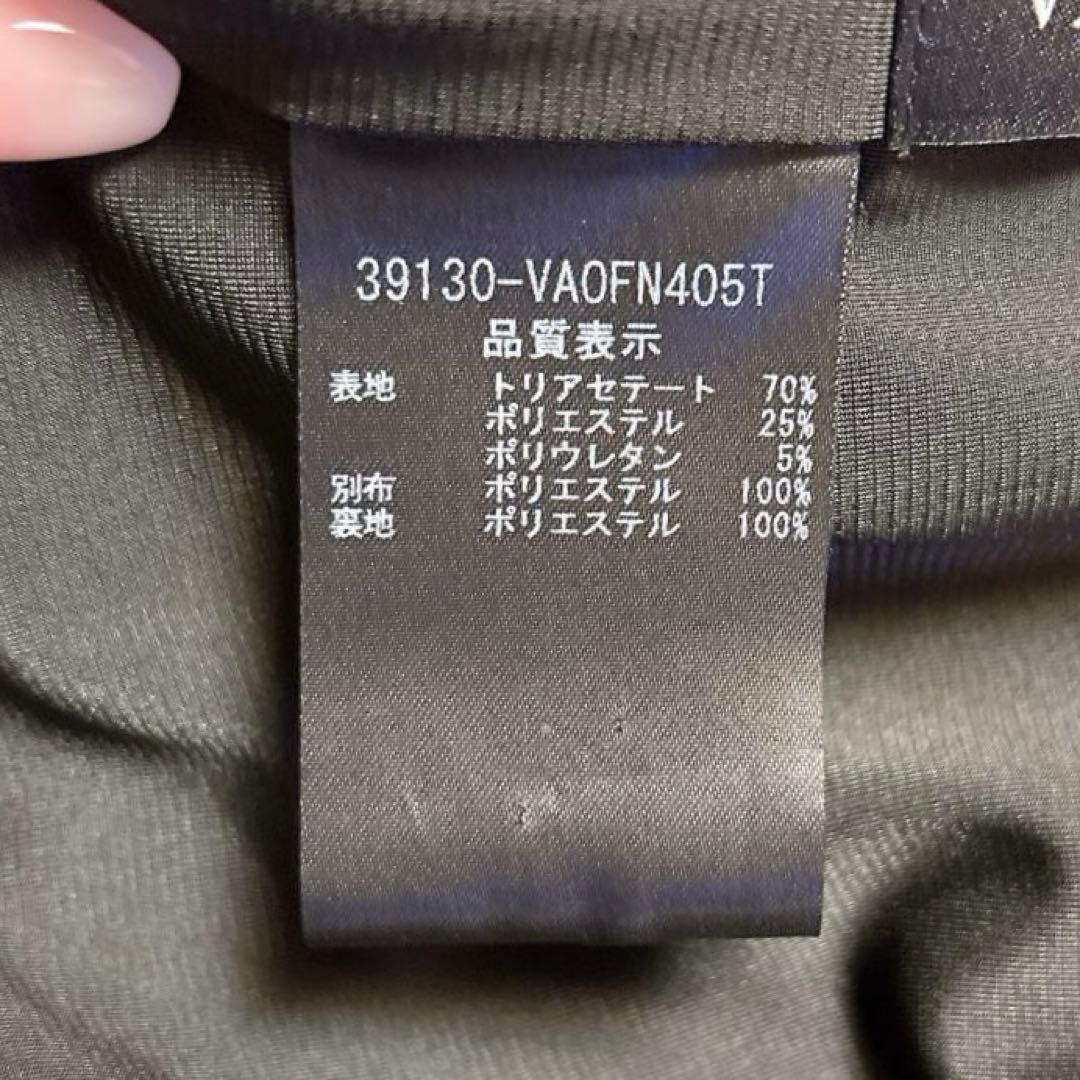 39130-VA0FN405T
品質表示
表地 トリアセテート 70%
ポリエステル 25%
ポリウレタン 5%
別布 ポリエステル 100%
裏地 ポリエステル 100%